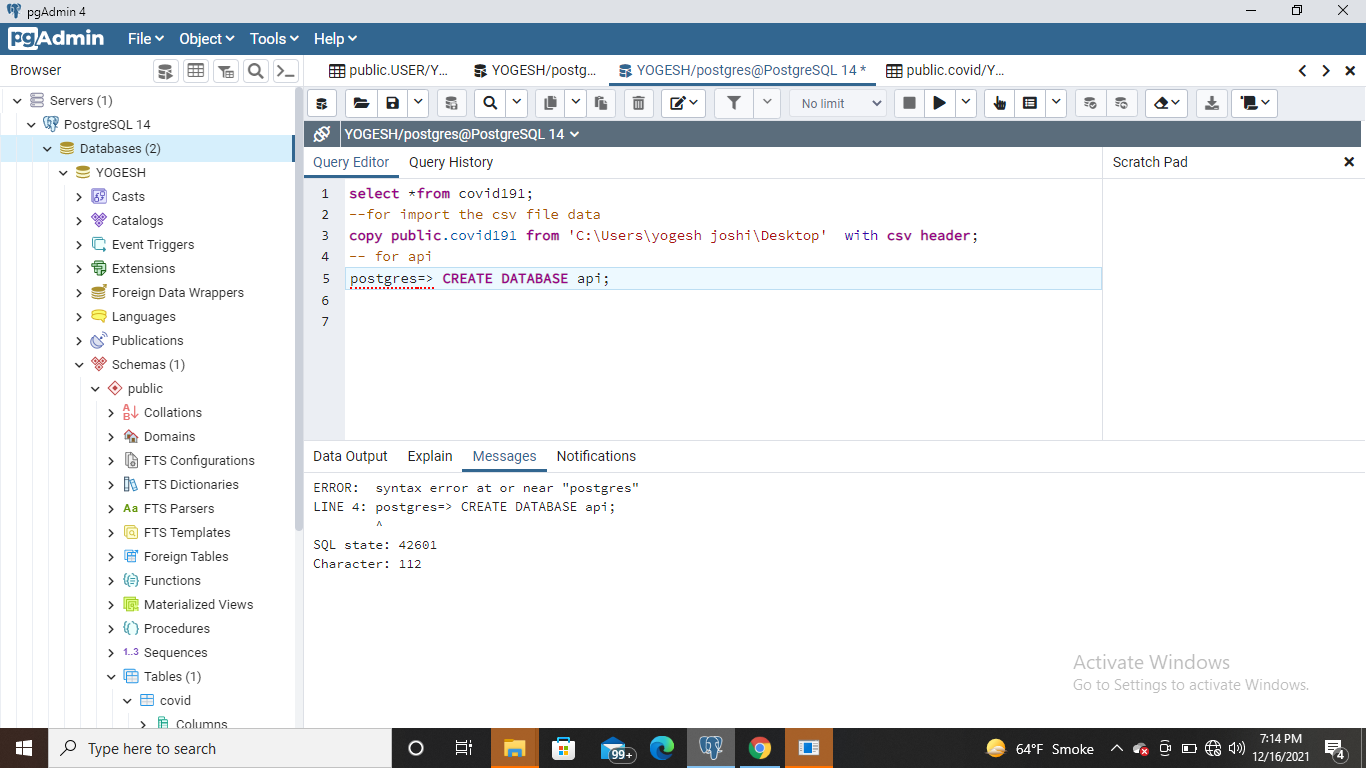 pgAdmin 4
pgAdmin File Object Tools Help
Browser
public.USER/Y... YOGESH/postg... YOGESH/postgres@PostgreSQL 14 * public.covid/Y...
No limit
YOGESH/postgres@PostgreSQL 14
Servers (1)
PostgreSQL 14
Databases (2)
YOGESH
Casts
Catalogs
Event Triggers
Extensions
Foreign Data Wrappers
Languages
Publications
Schemas (1)
public
Collations
Domains
FTS Configurations
FTS Dictionaries
Aa FTS Parsers
FTS Templates
Foreign Tables
Functions
Materialized Views
Procedures
1..3 Sequences
Tables (1)
covid
Columns
Query Editor Query History
Scratch Pad
1 select *from covid191;
2 --for import the csv file data
3 copy public.covid191 from 'C:\Users\yogesh joshi\Desktop'  with csv header;
4 -- for api
5 postgres=> CREATE DATABASE api;
6
7
Data Output Explain Messages Notifications
ERROR:  syntax error at or near "postgres"
LINE 4: postgres=> CREATE DATABASE api;
^
SQL state: 42601
Character: 112
Activate Windows
Go to Settings to activate Windows.
Type here to search
99+
64°F Smoke
7:14 PM
12/16/2021
4